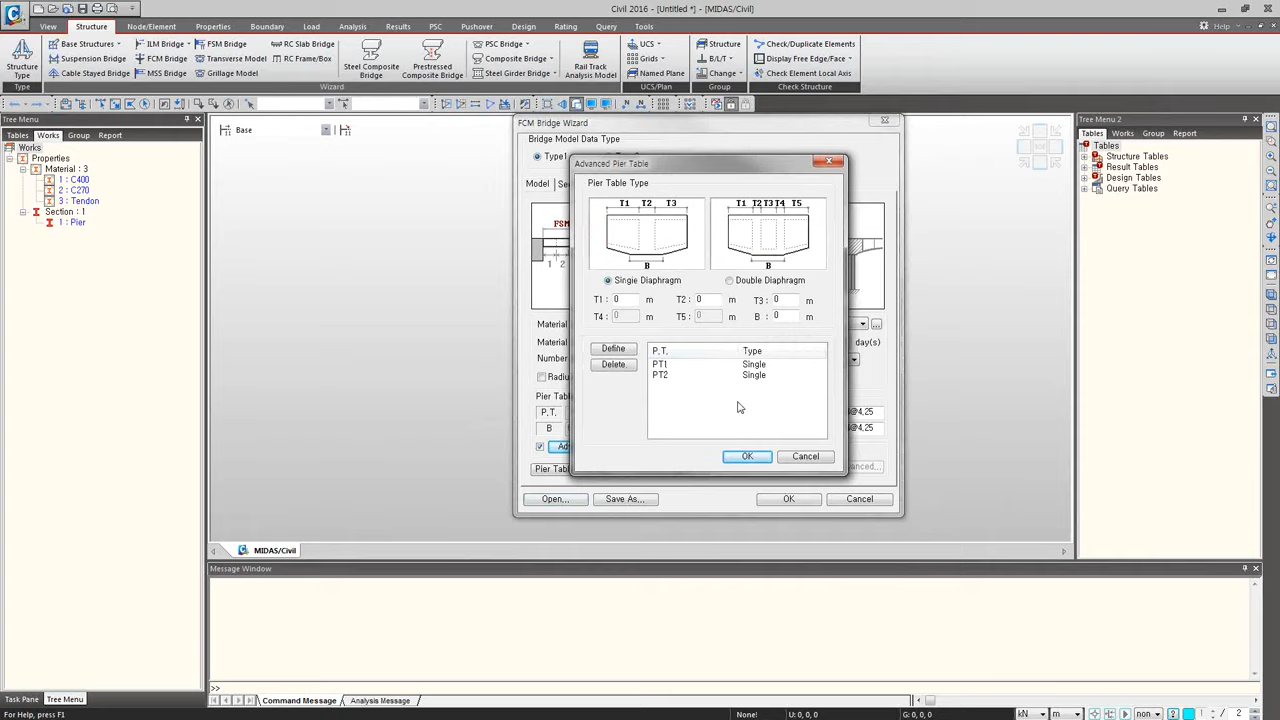 Civil 2016 - [Untitled *] - [MIDAS/Civil]
View Structure Node/Element Properties Boundary Load Analysis Results PSC Pushover Design Rating Query Tools Help
Structure Type
Base Structures
Suspension Bridge
Cable Stayed Bridge
ILM Bridge
FCM Bridge
MSS Bridge
FSM Bridge
Transverse Model
Grillage Model
RC Slab Bridge
RC Frame/Box
Steel Composite Bridge
Prestressed Composite Bridge
PSC Bridge
Composite Bridge
Steel Girder Bridge
Rail Track Analysis Model
UCS
Grids
Named Plane
Structure
B/L/T
Change
Check/Duplicate Elements
Display Free Edge/Face
Check Element Local Axis
Type Wizard UCS/Plan Group Check Structure
Tree Menu
Tables Works Group Report
Works
Properties
Material : 3
1 : C400
2 : C270
3 : Tendon
Section : 1
1 : Pier
Base
FCM Bridge Wizard
Bridge Model Data Type
Type1
Model
FSM
1 2
Material
Material
day(s)
Number
Radiu
Pier Table
P,T,
@4,25
B
@4,25
Pier Table
Open... Save As... OK Cancel
Advanced Pier Table
Pier Table Type
T1 T2 T3
B
T1 T2 T3 T4 T5
B
Single Diaphragm Double Diaphragm
T1 : 0 m T2 : 0 m T3 : 0 m
T4 : 0 m T5 : 0 m B : 0 m
Define
Delete
P,T, Type
PT1 Single
PT2 Single
OK Cancel
Tree Menu 2
Tables Works Group Report
Tables
Structure Tables
Result Tables
Design Tables
Query Tables
MIDAS/Civil
Message Window
>>
Task Pane Tree Menu
Command Message Analysis Message
For Help, press F1
None! U: 0, 0, 0 G: 0, 0, 0 kN m non ? / 2